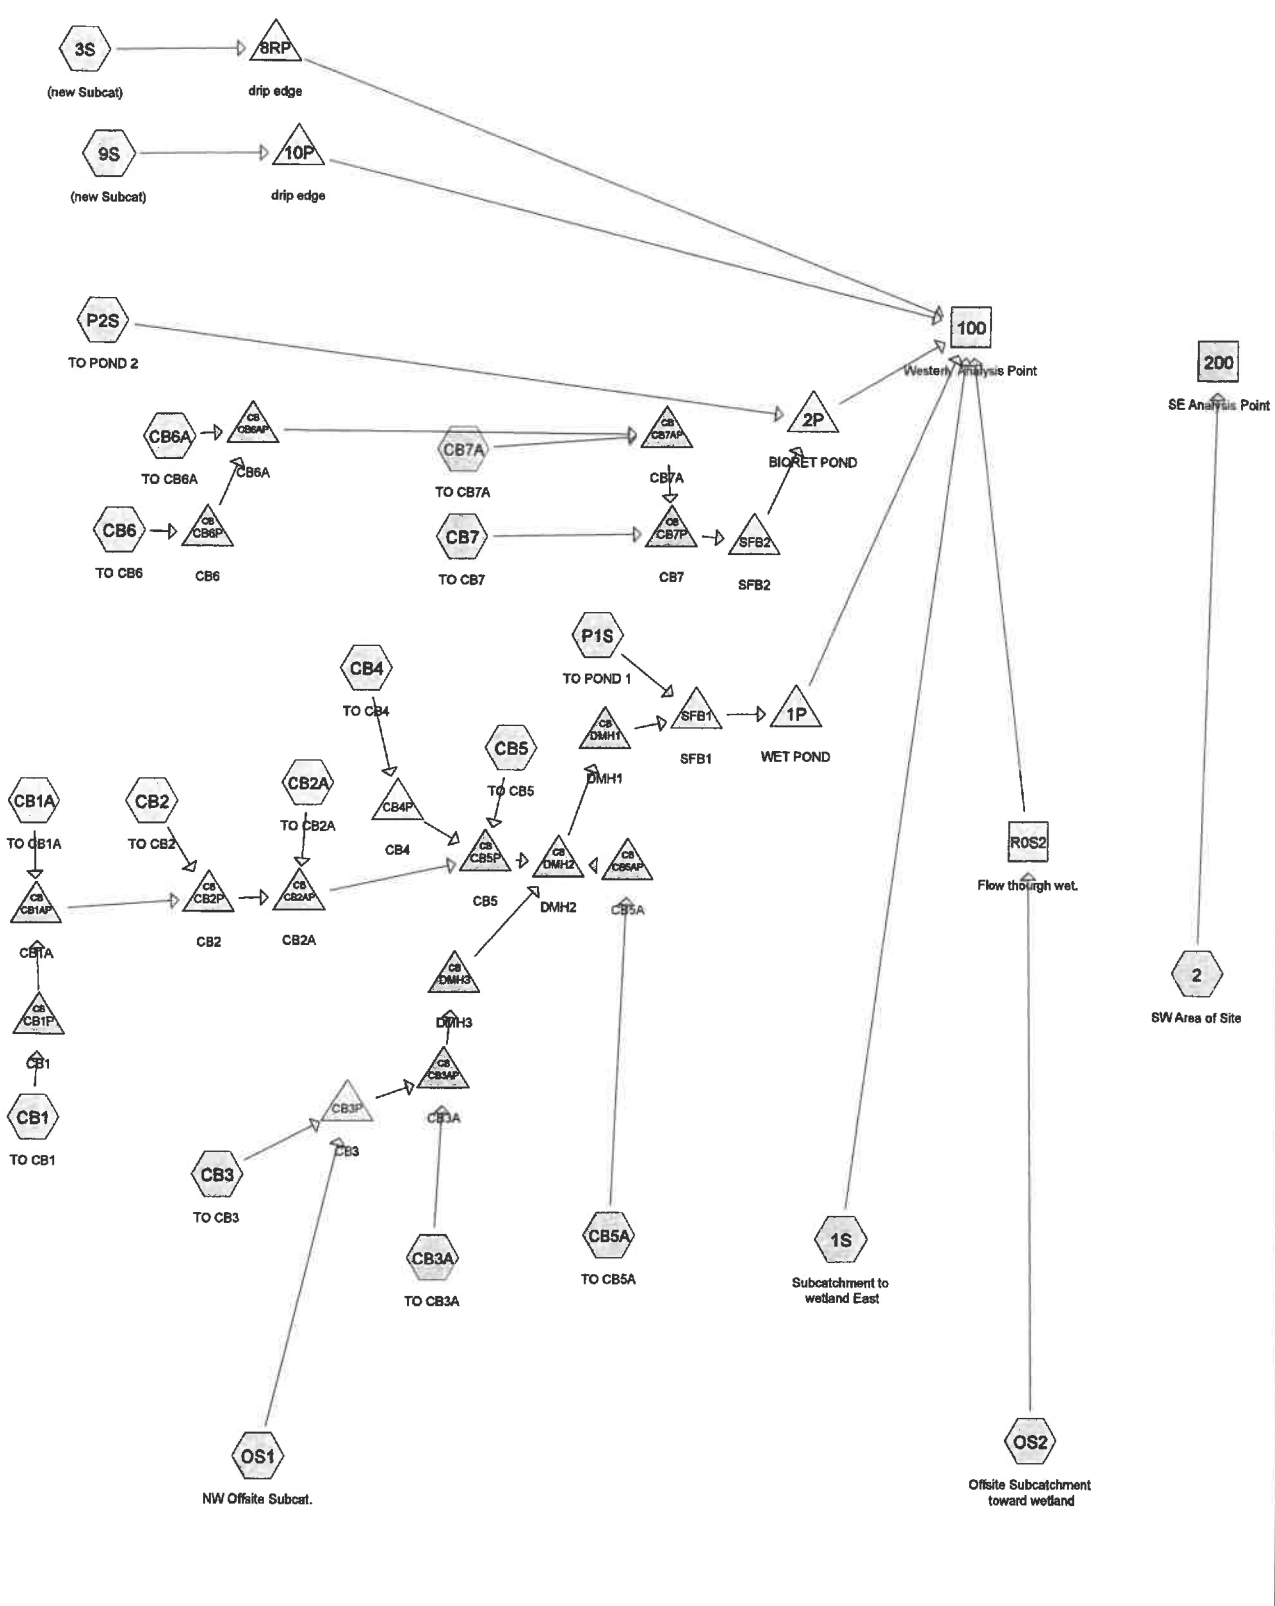 3S
(new Subcat)
8RP
drip edge
9S
(new Subcat)
10P
drip edge
P2S
TO POND 2
100
Westerly Analysis Point
200
SE Analysis Point
CB6A
TO CB6A
CB
CB6AP
CB6A
CB7A
TO CB7A
CB
CB7AP
CB7A
2P
BIORET POND
CB6
TO CB6
CB
CB6P
CB6
CB7
TO CB7
CB
CB7P
CB7
SFB2
SFB2
P1S
TO POND 1
CB4
TO CB4
SFB1
SFB1
1P
WET POND
CB
DMH1
DMH1
CB5
TO CB5
CB2A
TO CB2A
CB4P
CB4
CB1A
TO CB1A
CB2
TO CB2
CB
CB5P
CB5
CB
DMH2
DMH2
CB
CB5AP
CB5A
R0S2
Flow though wet.
CB
CB1AP
CB1A
CB
CB2P
CB2
CB
CB2AP
CB2A
CB
DMH3
DMH3
2
SW Area of Site
CB
CB1P
CB1
CB
CB3AP
CB3A
CB3P
CB3
CB1
TO CB1
CB3
TO CB3
CB3A
TO CB3A
CB5A
TO CB5A
1S
Subcatchment to
wetland East
OS1
NW Offsite Subcat.
OS2
Offsite Subcatchment
toward wetland